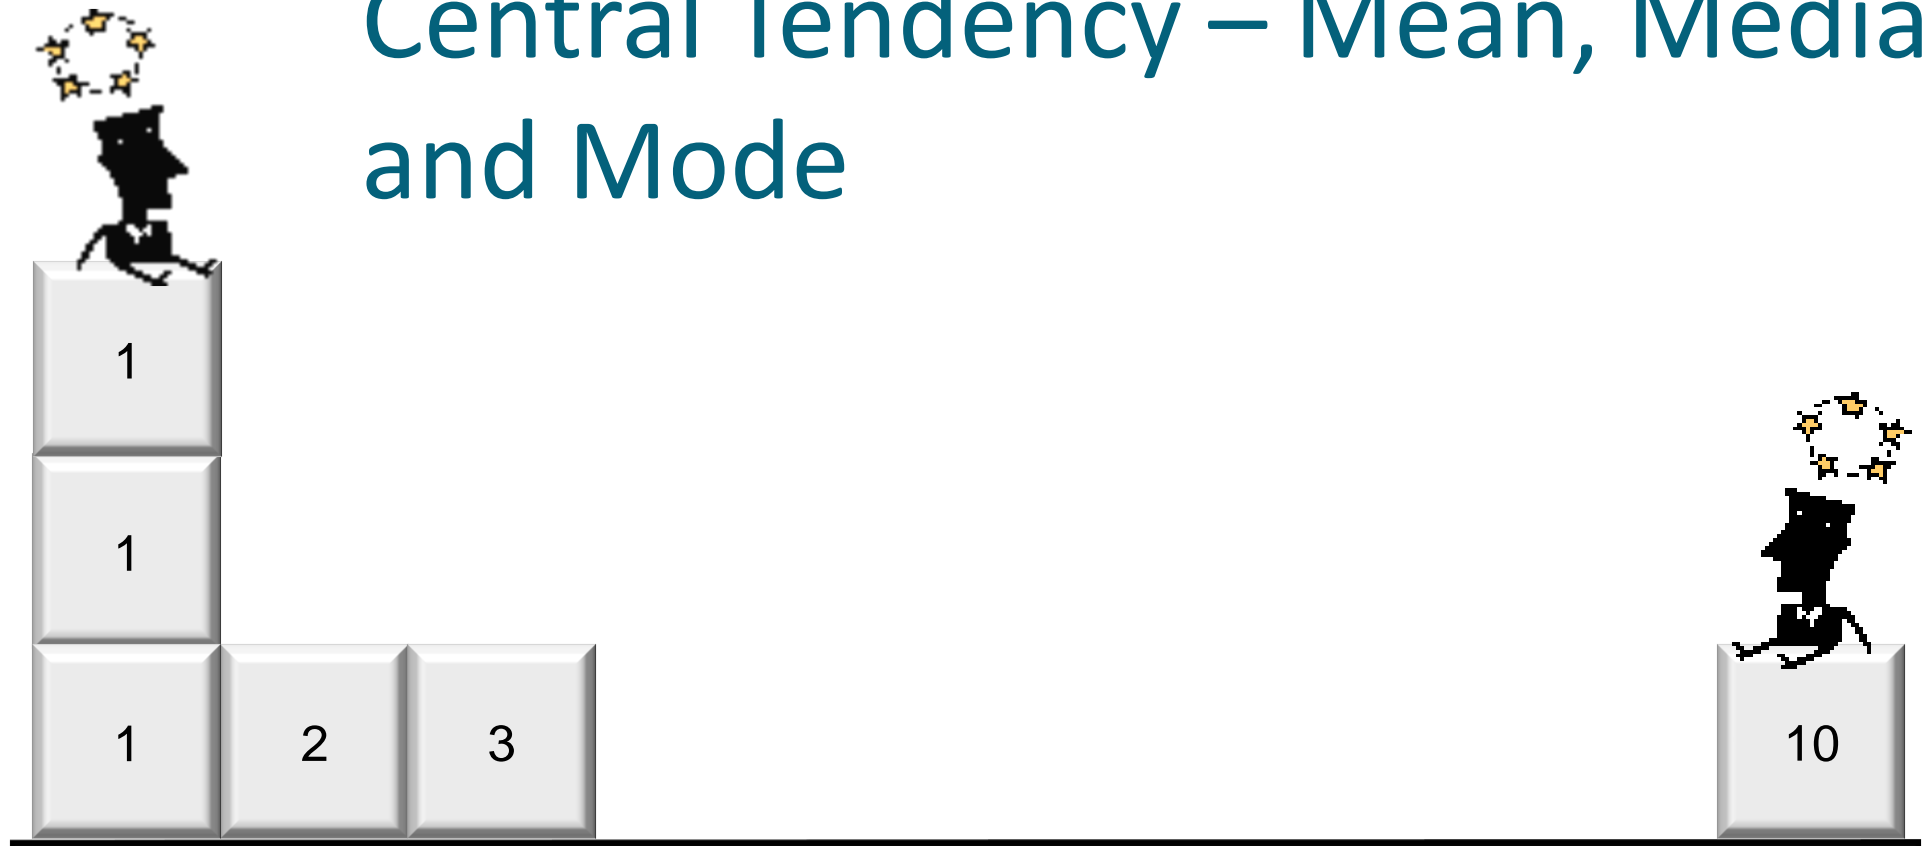 Central Tendency – Mean, Media
and Mode
1
1
1 2 3 10